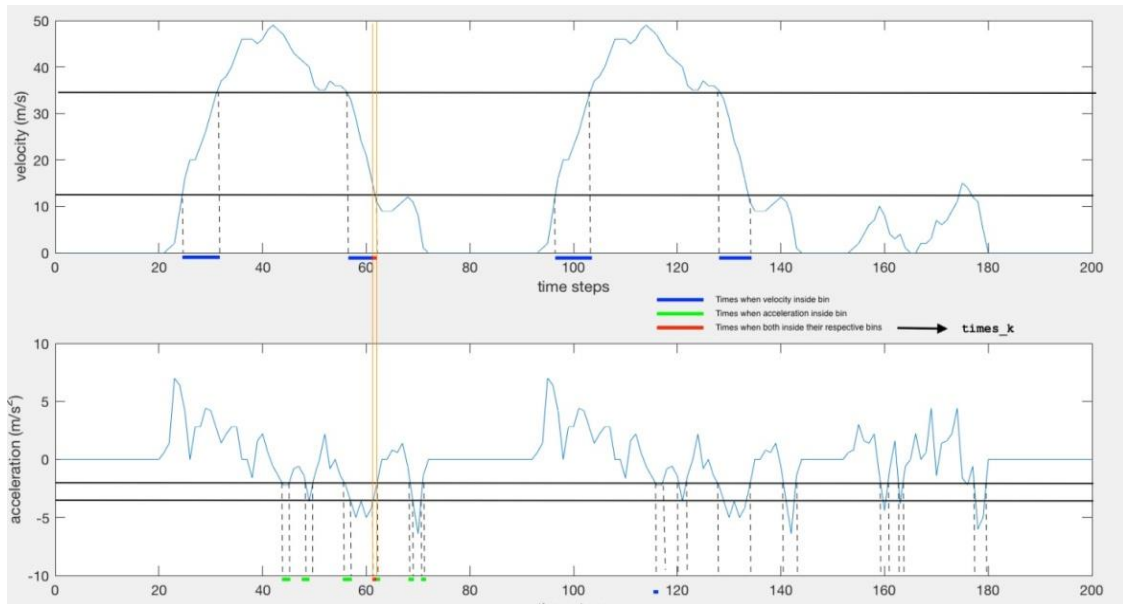 50
40
30
20
10
0
velocity (m/s)
0 20 40 60 80 100 120 140 160 180 200
time steps
Times when velocity inside bin
Times when acceleration inside bin
Times when both inside their respective bins times_k
10
5
0
-5
-10
acceleration (m/s²)
0 20 40 60 80 100 120 140 160 180 200